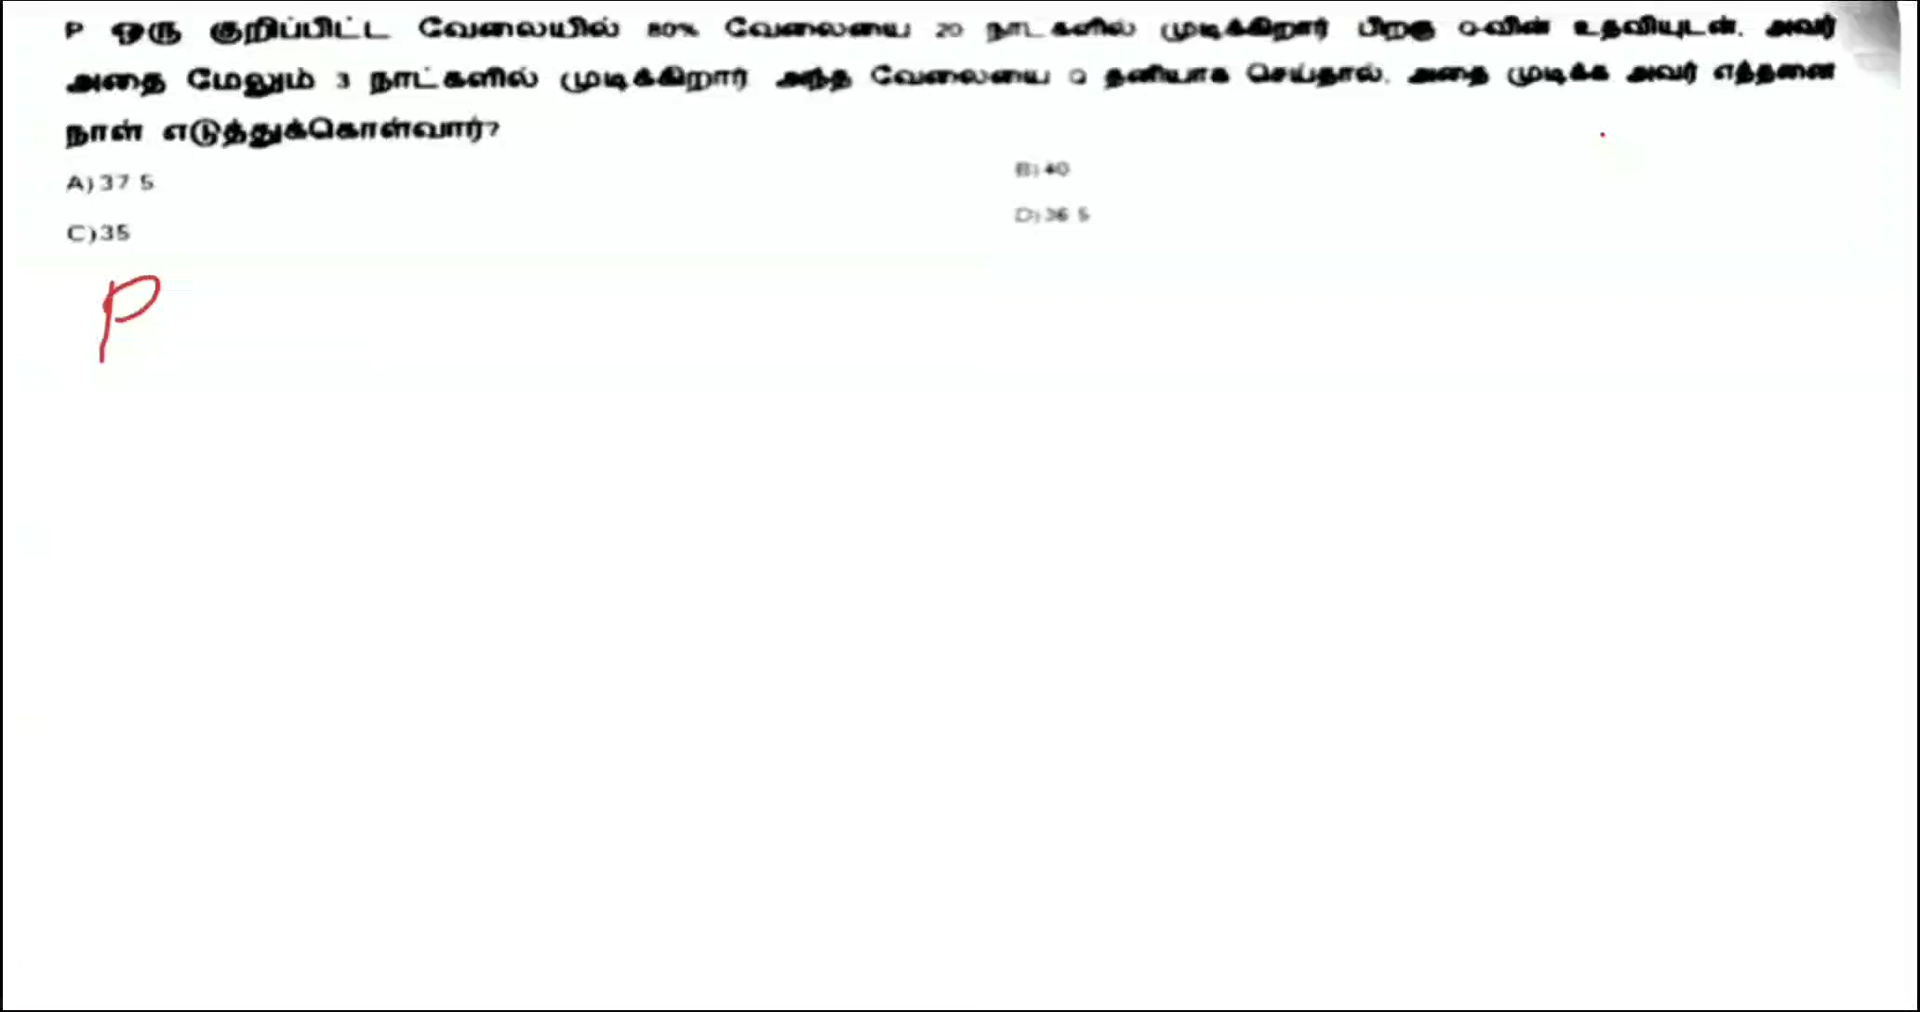 P ஒரு குறிப்பிட்ட வேலையில் 80% வேலையை 20 நாட்களில் முடிக்கிறார் பிறகு Qவின் உதவியுடன், அவர்
அதை மேலும் 3 நாட்களில் முடிக்கிறார் அந்த வேலையை Q தனியாக செய்தால், அதை முடிக்க அவர் எத்தனை
நாள் எடுத்துக்கொள்வார்?
A) 37 5
B) 40
C) 35
D) 36 5
P